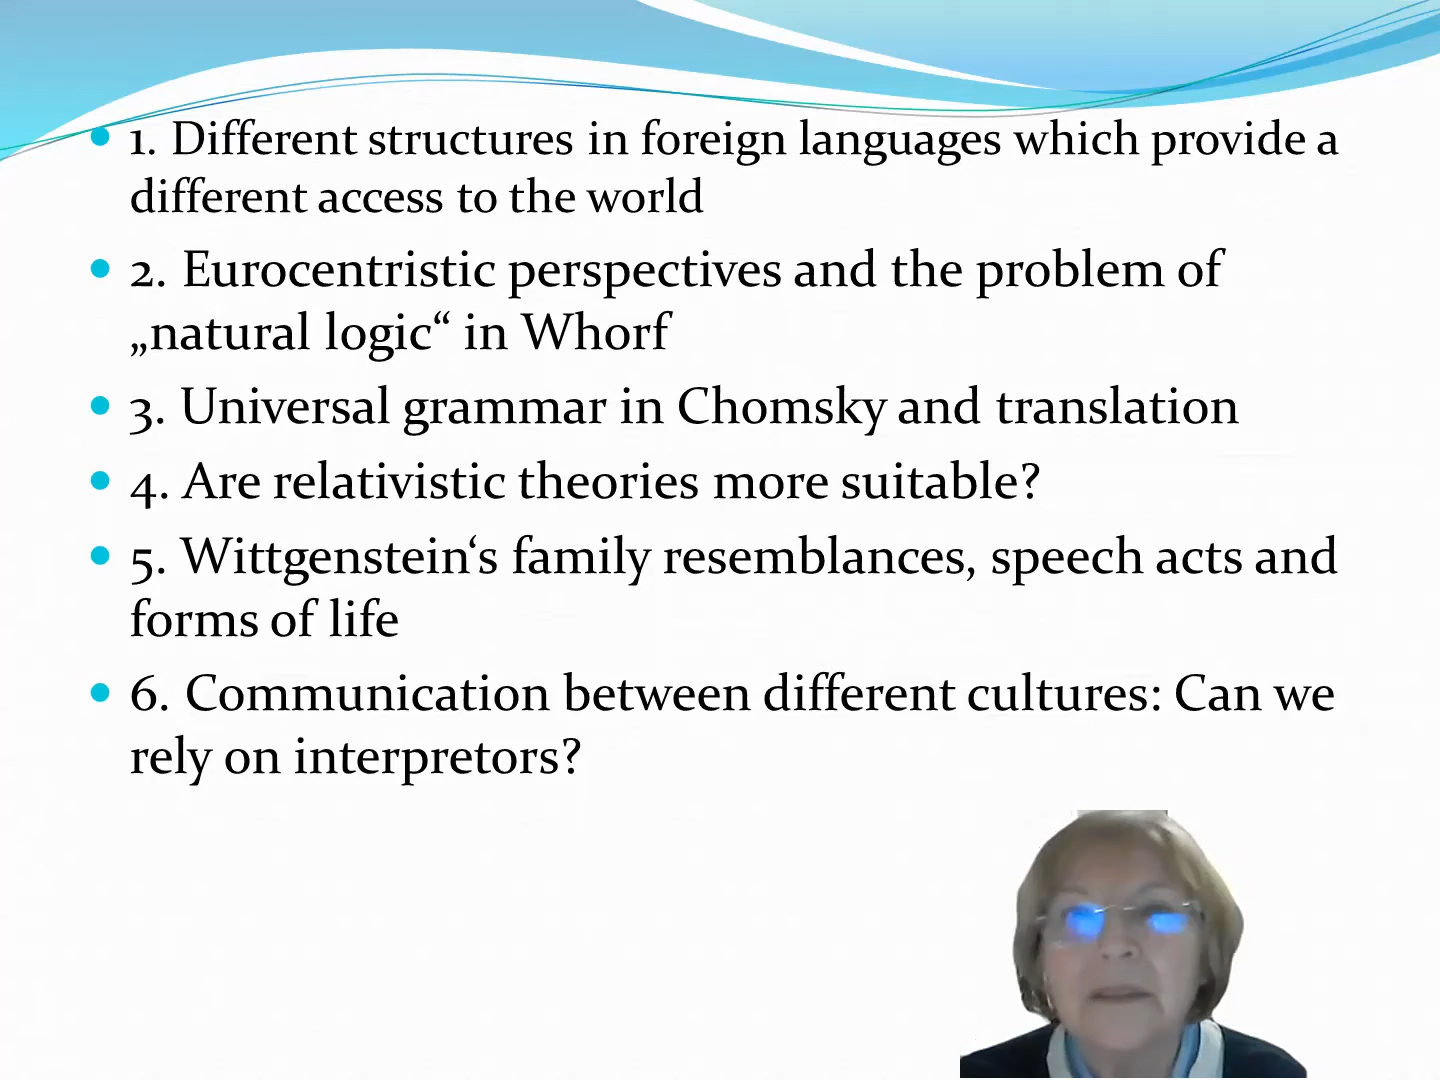 • 1. Different structures in foreign languages which provide a
different access to the world
• 2. Eurocentristic perspectives and the problem of
„natural logic“ in Whorf
• 3. Universal grammar in Chomsky and translation
• 4. Are relativistic theories more suitable?
• 5. Wittgenstein‘s family resemblances, speech acts and
forms of life
• 6. Communication between different cultures: Can we
rely on interpretors?